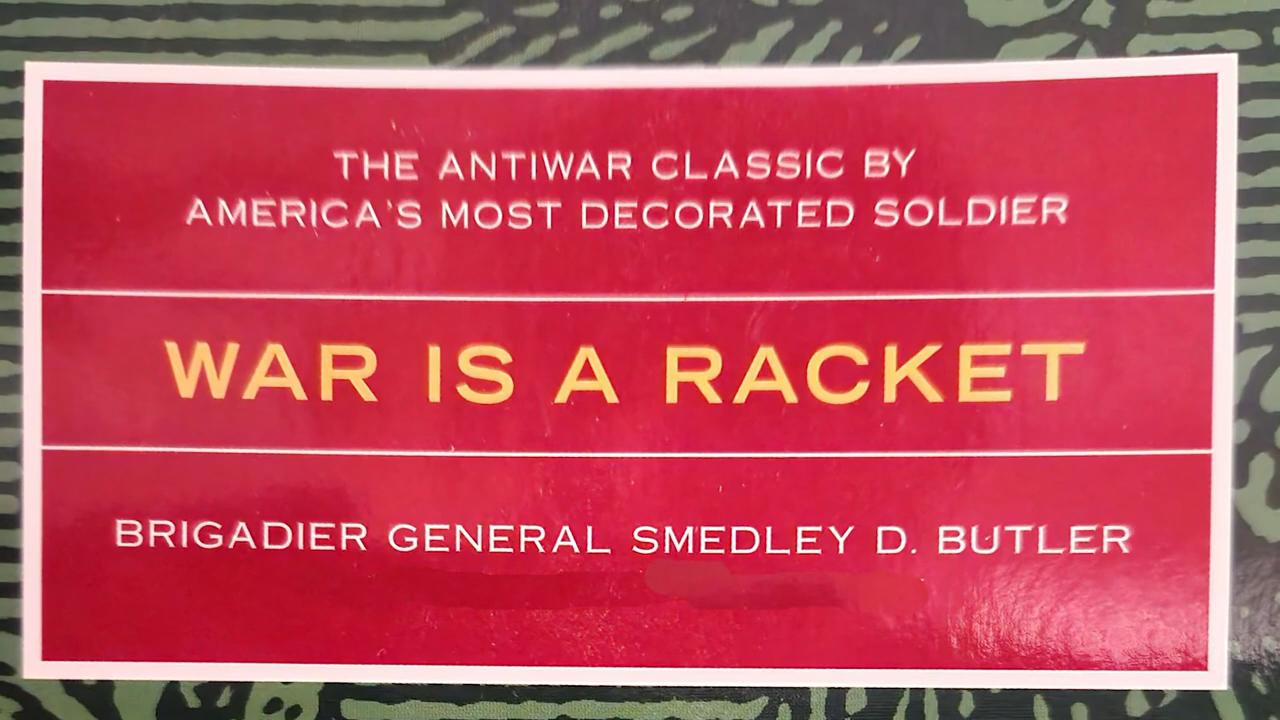 THE ANTIWAR CLASSIC BY
AMERICA'S MOST DECORATED SOLDIER
WAR IS A RACKET
BRIGADIER GENERAL SMEDLEY D. BUTLER